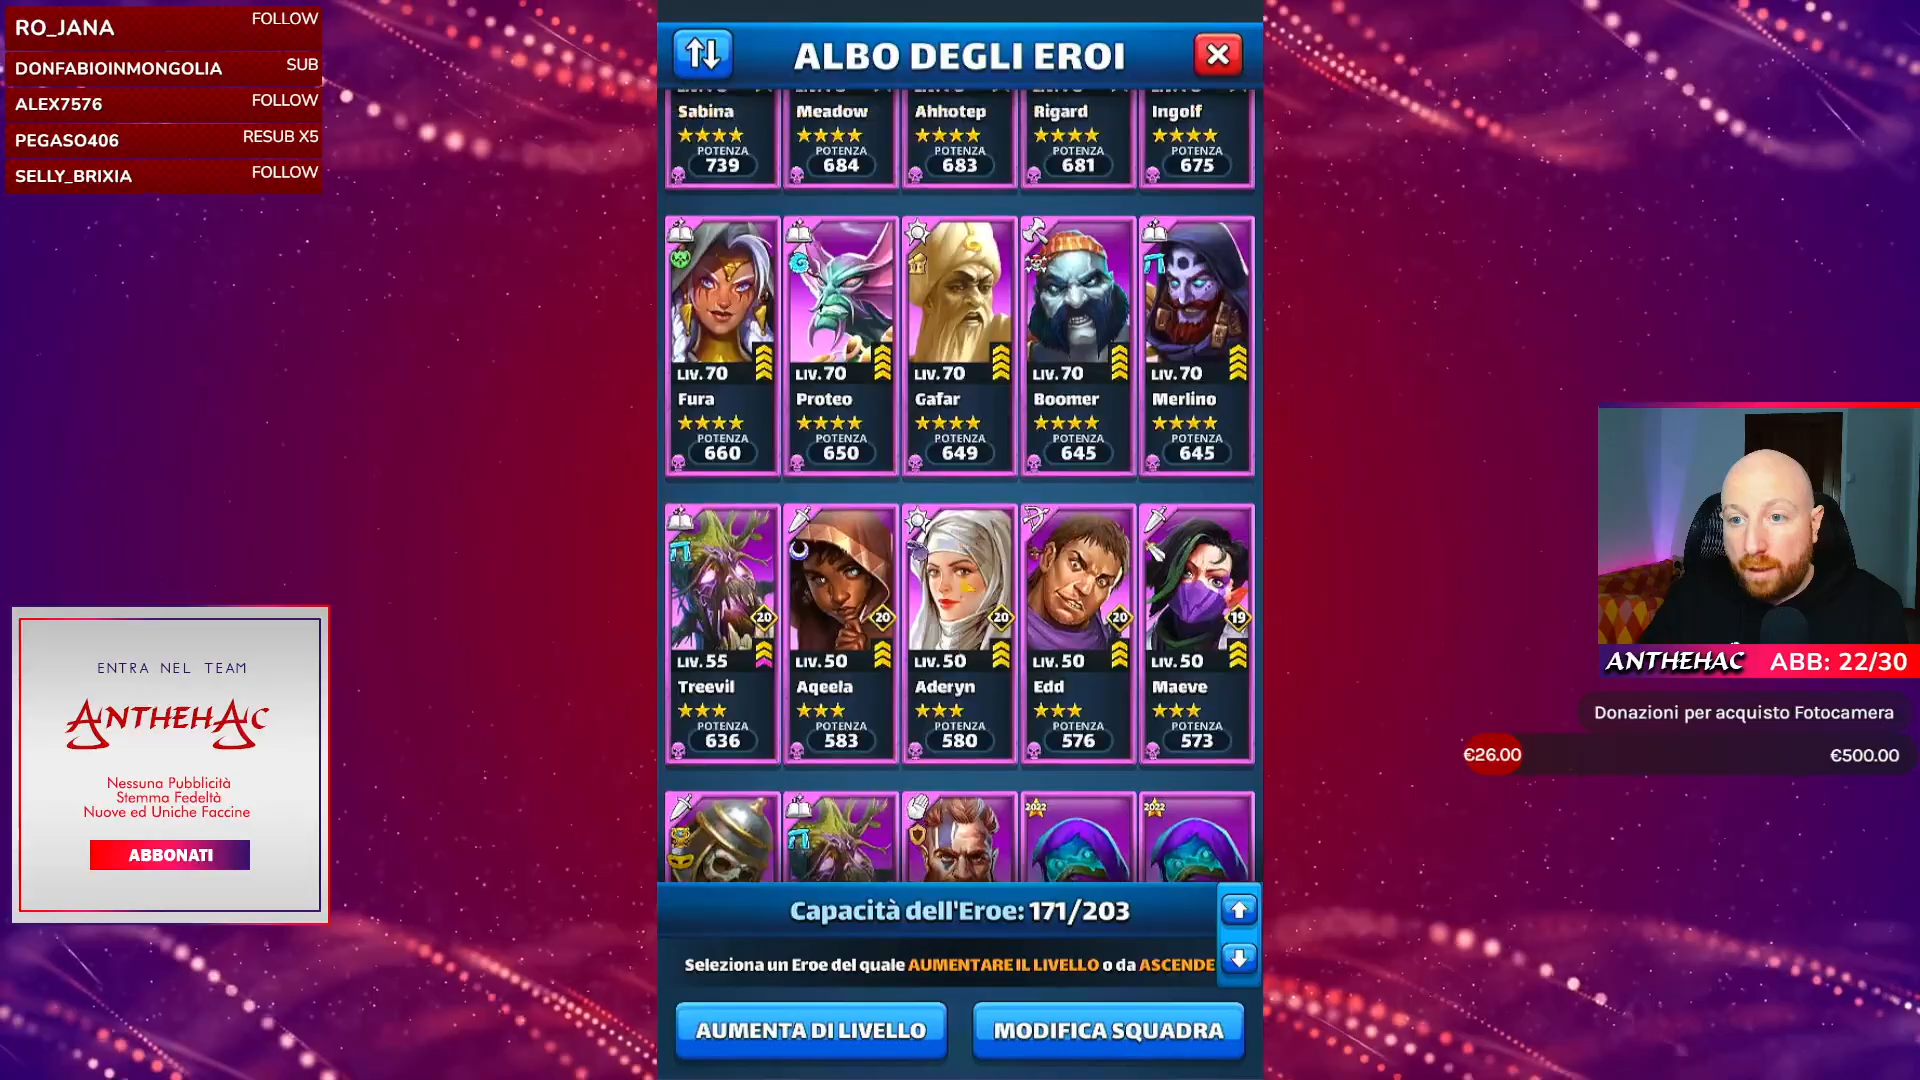 RO_JANA FOLLOW
DONFABIOINMONGOLIA SUB
ALEX7576 FOLLOW
PEGASO406 RESUB X5
SELLY_BRIXIA FOLLOW
ENTRA NEL TEAM
ANTHEHAC
Nessuna Pubblicità
Stemma Fedeltà
Nuove ed Uniche Faccine
ABBONATI
ALBO DEGLI EROI
Sabina Meadow Ahhotep Rigard Ingolf
POTENZA POTENZA POTENZA POTENZA POTENZA
739 684 683 681 675
LIV. 70 LIV. 70 LIV. 70 LIV. 70 LIV. 70
Fura Proteo Gafar Boomer Merlino
POTENZA POTENZA POTENZA POTENZA POTENZA
660 650 649 645 645
20 20 20 20 19
LIV. 55 LIV. 50 LIV. 50 LIV. 50 LIV. 50
Treevil Aqeela Aderyn Edd Maeve
POTENZA POTENZA POTENZA POTENZA POTENZA
636 583 580 576 573
2022 2022
Capacità dell'Eroe: 171/203
Seleziona un Eroe del quale AUMENTARE IL LIVELLO o da ASCENDE
AUMENTA DI LIVELLO MODIFICA SQUADRA
ANTHEHAC ABB: 22/30
Donazioni per acquisto Fotocamera
€26.00 €500.00